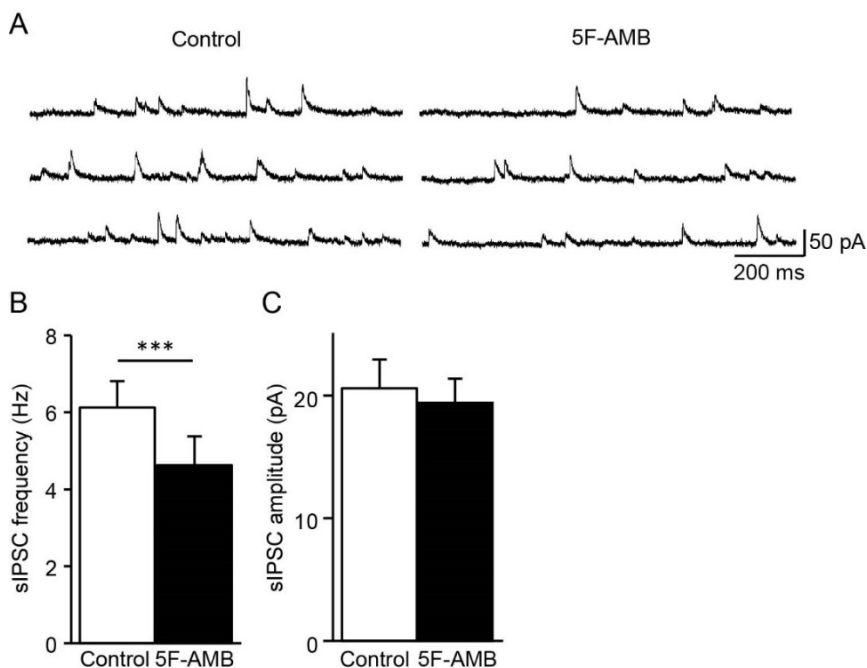 A
Control
5F-AMB
50 pA
200 ms
B
sIPSC frequency (Hz)
8
6
4
2
0
***
Control 5F-AMB
C
sIPSC amplitude (pA)
20
10
0
Control 5F-AMB